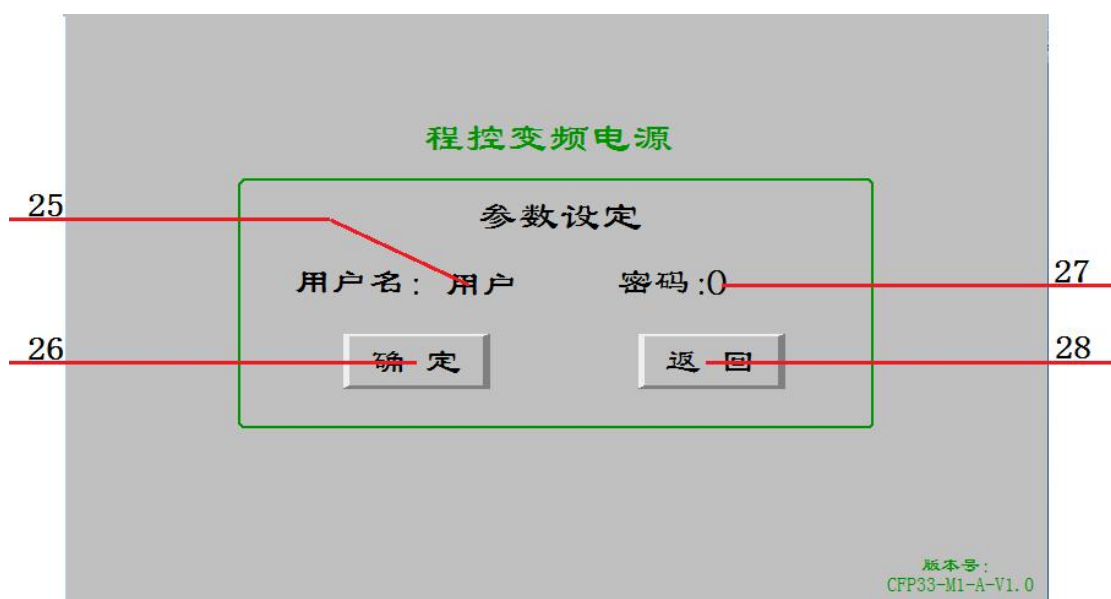 程控变频电源
25
参数设定
用户名: 用户 密码:0
27
26
确 定 返 回
28
版本号:
CFP33-M1-A-V1.0